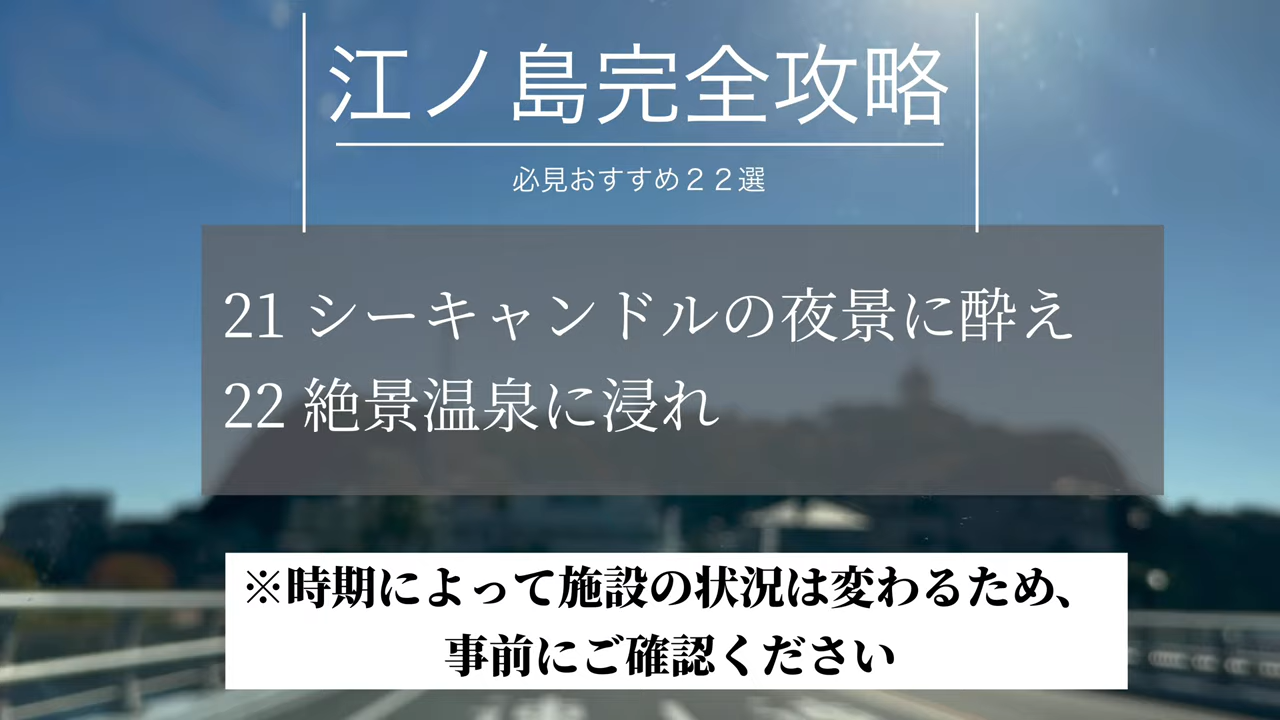 江ノ島完全攻略
必見おすすめ２２選
21 シーキャンドルの夜景に酔え
22 絶景温泉に浸れ
※時期によって施設の状況は変わるため、
事前にご確認ください